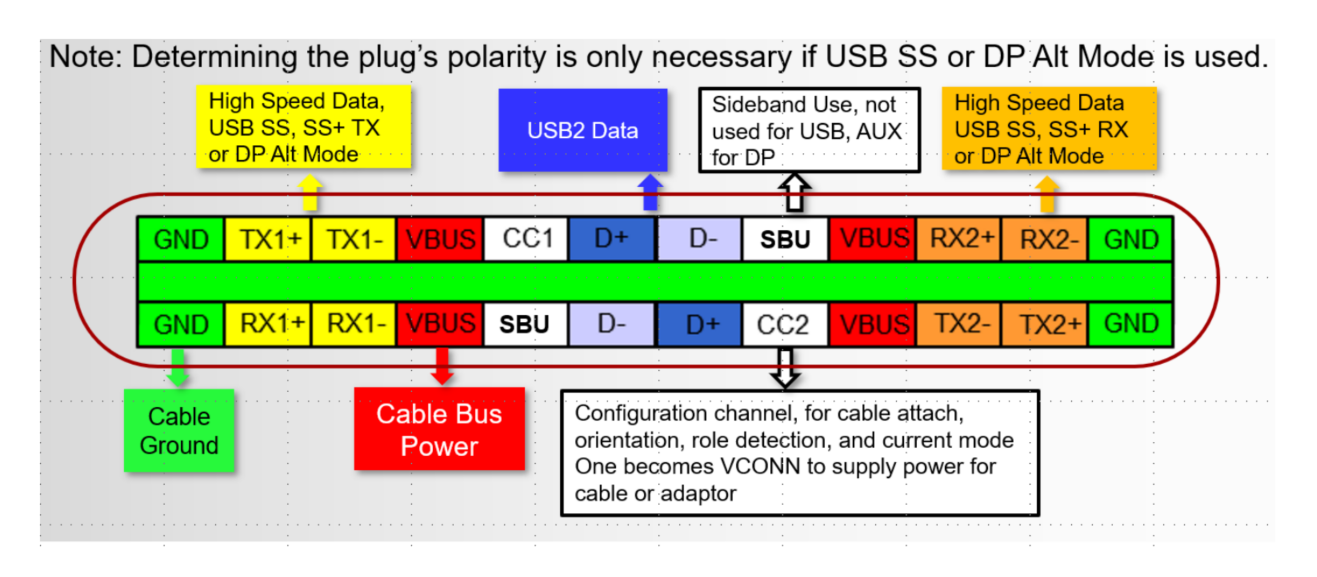 Note: Determining the plug's polarity is only necessary if USB SS or DP Alt Mode is used.
High Speed Data,
USB SS, SS+ TX
or DP Alt Mode
USB2 Data
Sideband Use, not
used for USB, AUX
for DP
High Speed Data
USB SS, SS+ RX
or DP Alt Mode
GND TX1+ TX1- VBUS CC1 D+ D- SBU VBUS RX2+ RX2- GND
GND RX1+ RX1- VBUS SBU D- D+ CC2 VBUS TX2- TX2+ GND
Cable
Ground
Cable Bus
Power
Configuration channel, for cable attach,
orientation, role detection, and current mode
One becomes VCONN to supply power for
cable or adaptor